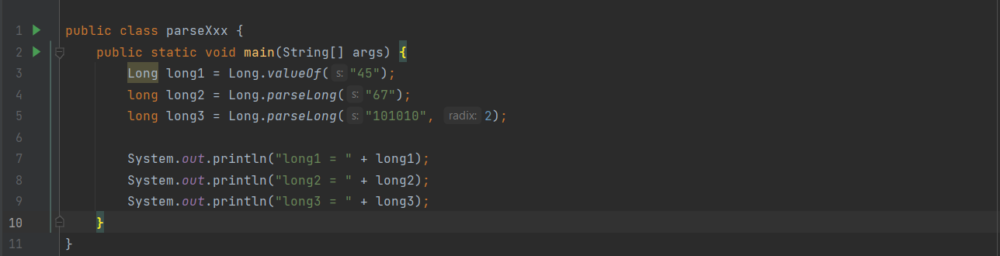 1 public class parseXxx {
2 public static void main(String[] args) {
3 Long long1 = Long.valueOf( s: "45");
4 long long2 = Long.parseLong( s: "67");
5 long long3 = Long.parseLong( s: "101010", radix: 2);
6
7 System.out.println("long1 = " + long1);
8 System.out.println("long2 = " + long2);
9 System.out.println("long3 = " + long3);
10 }
11 }